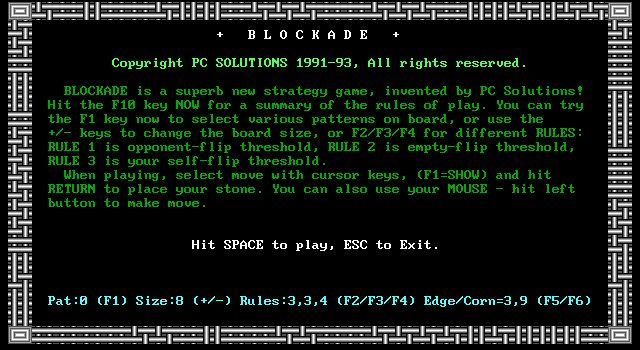 + BLOCKADE +
Copyright PC SOLUTIONS 1991-93, All rights reserved.
BLOCKADE is a superb new strategy game, invented by PC Solutions!
Hit the F10 key NOW for a summary of the rules of play. You can try
the F1 key now to select various patterns on board, or use the
+/- keys to change the board size, or F2/F3/F4 for different RULES:
RULE 1 is opponent-flip threshold, RULE 2 is empty-flip threshold,
RULE 3 is your self-flip threshold.
When playing, select move with cursor keys, (F1=SHOW) and hit
RETURN to place your stone. You can also use your MOUSE - hit left
button to make move.
Hit SPACE to play, ESC to Exit.
Pat:0 (F1) Size:8 (+/-) Rules:3,3,4 (F2/F3/F4) Edge/Corn=3,9 (F5/F6)